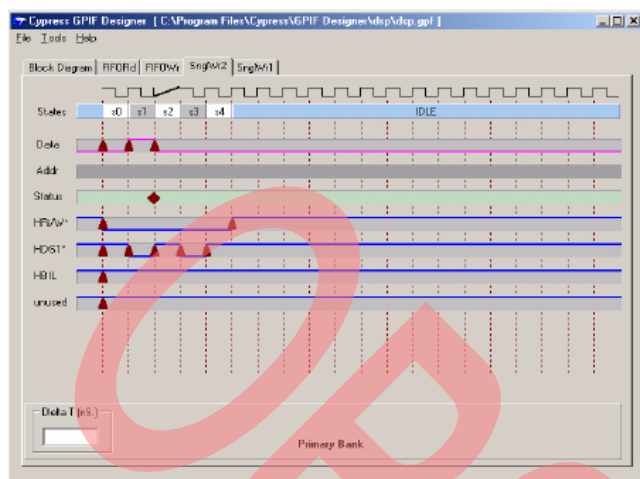 Cypress GPIF Designer [ C:\Program Files\Cypress\GPIF Designer\dsp\dsp.gpf ]
File Tools Help
Block Diagram FIFORd FIFOWr SnglWr2 SnglWr1
States s0 s1 s2 s3 s4 IDLE
Data
Addr
Status
HR/W*
HDS1*
HBIL
unused
Delta T (nS.)
Primary Bank